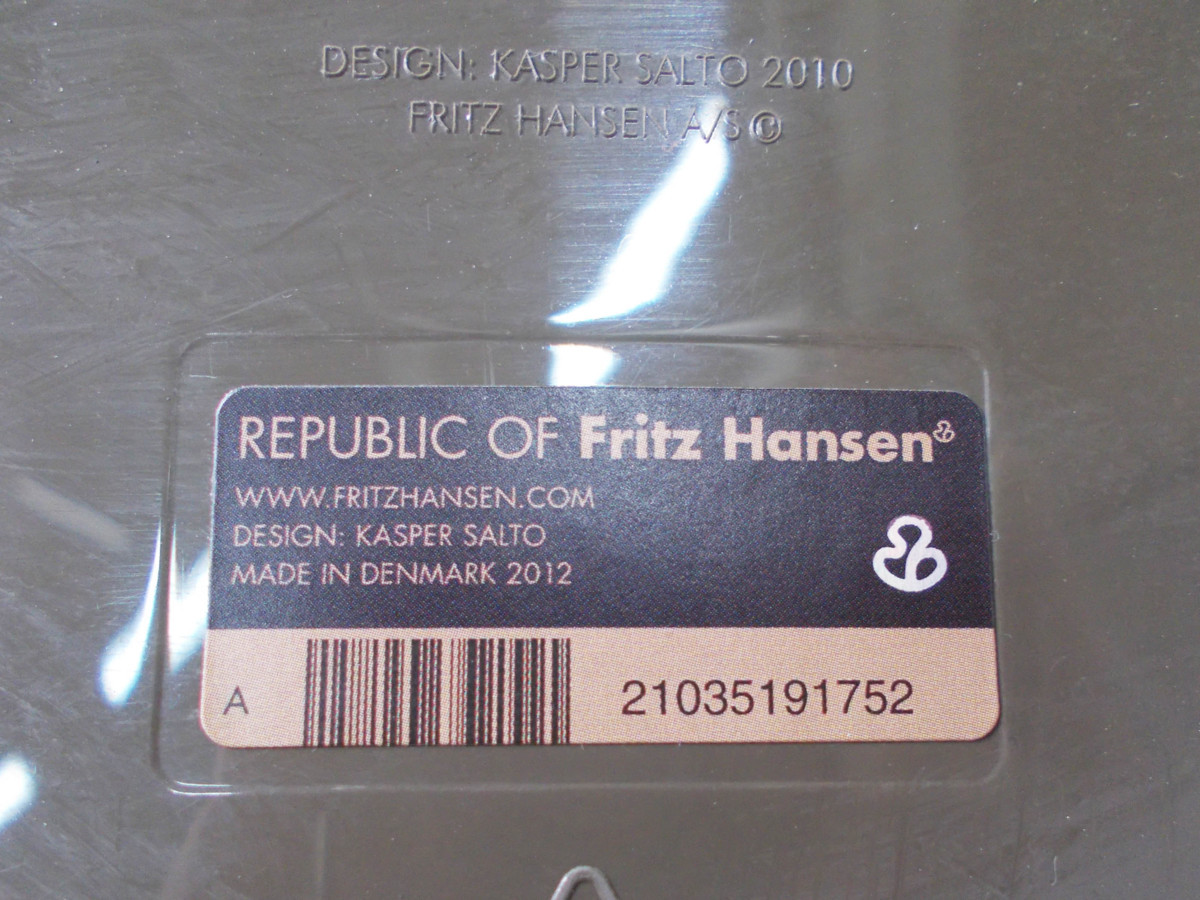 DESIGN: KASPER SALTO 2010
FRITZ HANSEN A/S ©
REPUBLIC OF Fritz Hansen
WWW.FRITZHANSEN.COM
DESIGN: KASPER SALTO
MADE IN DENMARK 2012
A 21035191752